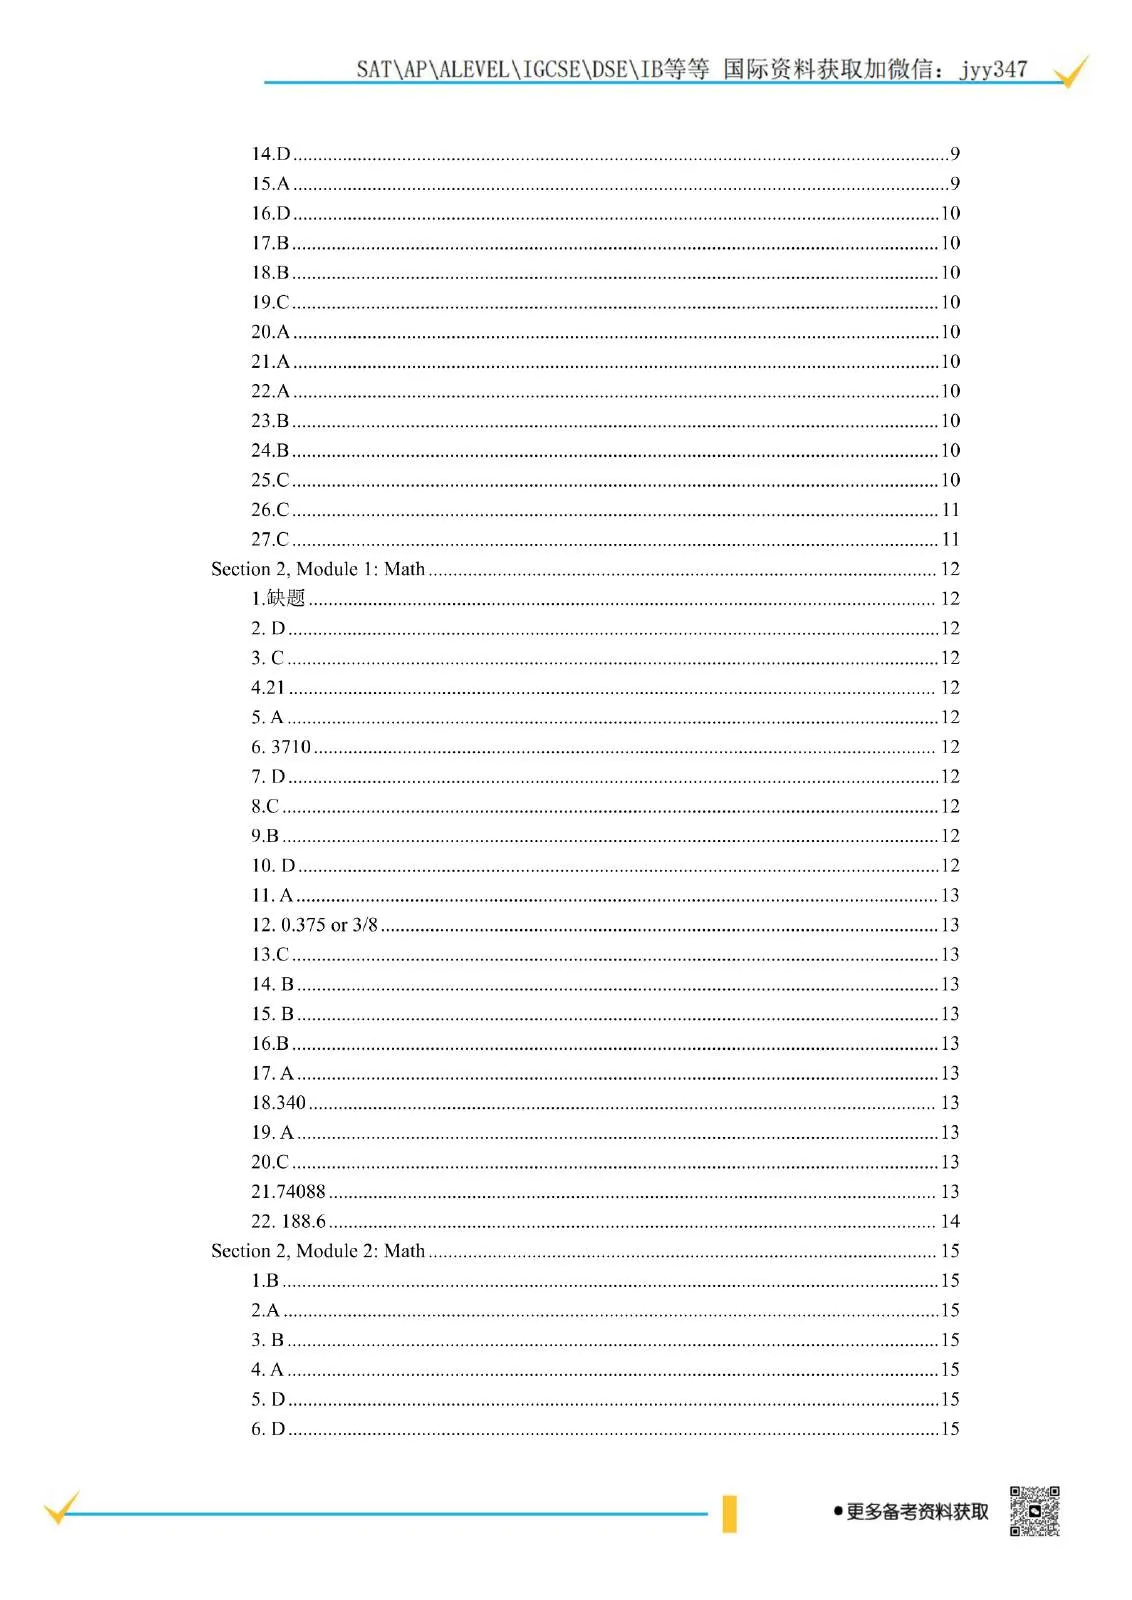 SAT\AP\ALEVEL\IGCSE\DSE\IB等等 国际资料获取加微信：jyy347
14.D........9
15.A........9
16.D........10
17.B........10
18.B........10
19.C........10
20.A........10
21.A........10
22.A........10
23.B........10
24.B........10
25.C........10
26.C........11
27.C........11
Section 2, Module 1: Math........12
1.缺题........12
2. D........12
3. C........12
4.21........12
5. A........12
6. 3710........12
7. D........12
8.C........12
9.B........12
10. D........12
11. A........13
12. 0.375 or 3/8........13
13.C........13
14. B........13
15. B........13
16.B........13
17. A........13
18.340........13
19. A........13
20.C........13
21.74088........13
22. 188.6........14
Section 2, Module 2: Math........15
1.B........15
2.A........15
3. B........15
4. A........15
5. D........15
6. D........15
•更多备考资料获取